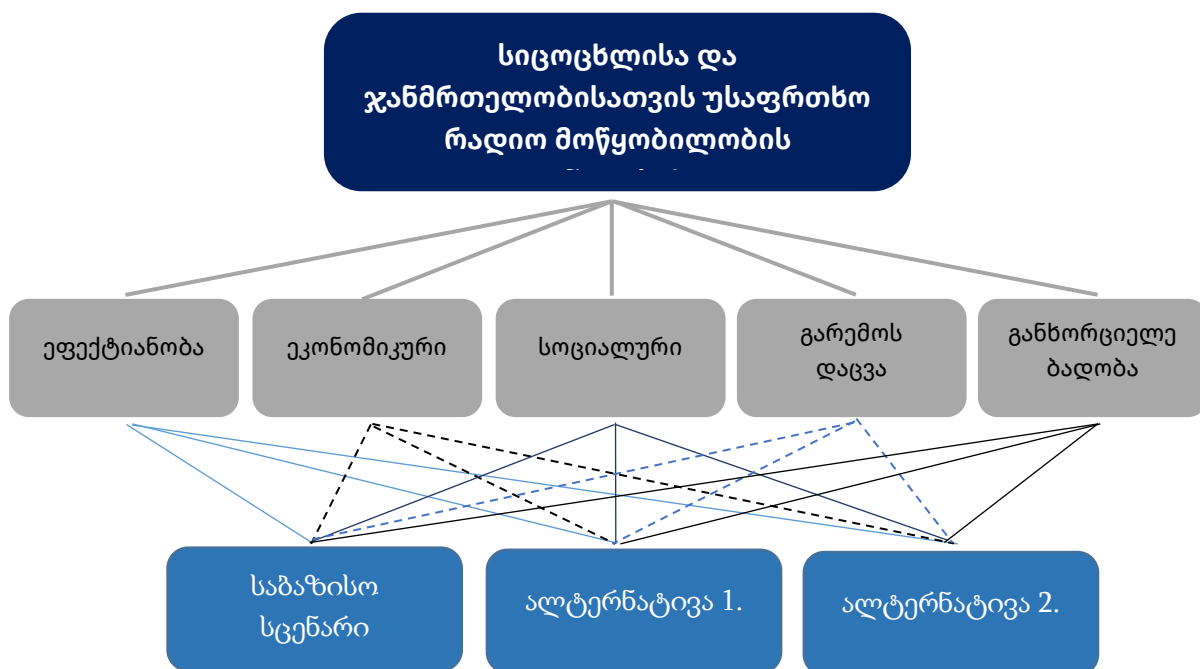 სიცოცხლისა და
ჯანმრთელობისათვის უსაფრთხო
რადიო მოწყობილობის
ეფექტიანობა
ეკონომიკური
სოციალური
გარემოს
დაცვა
განხორციელე
ბადობა
საბაზისო
სცენარი
ალტერნატივა 1.
ალტერნატივა 2.